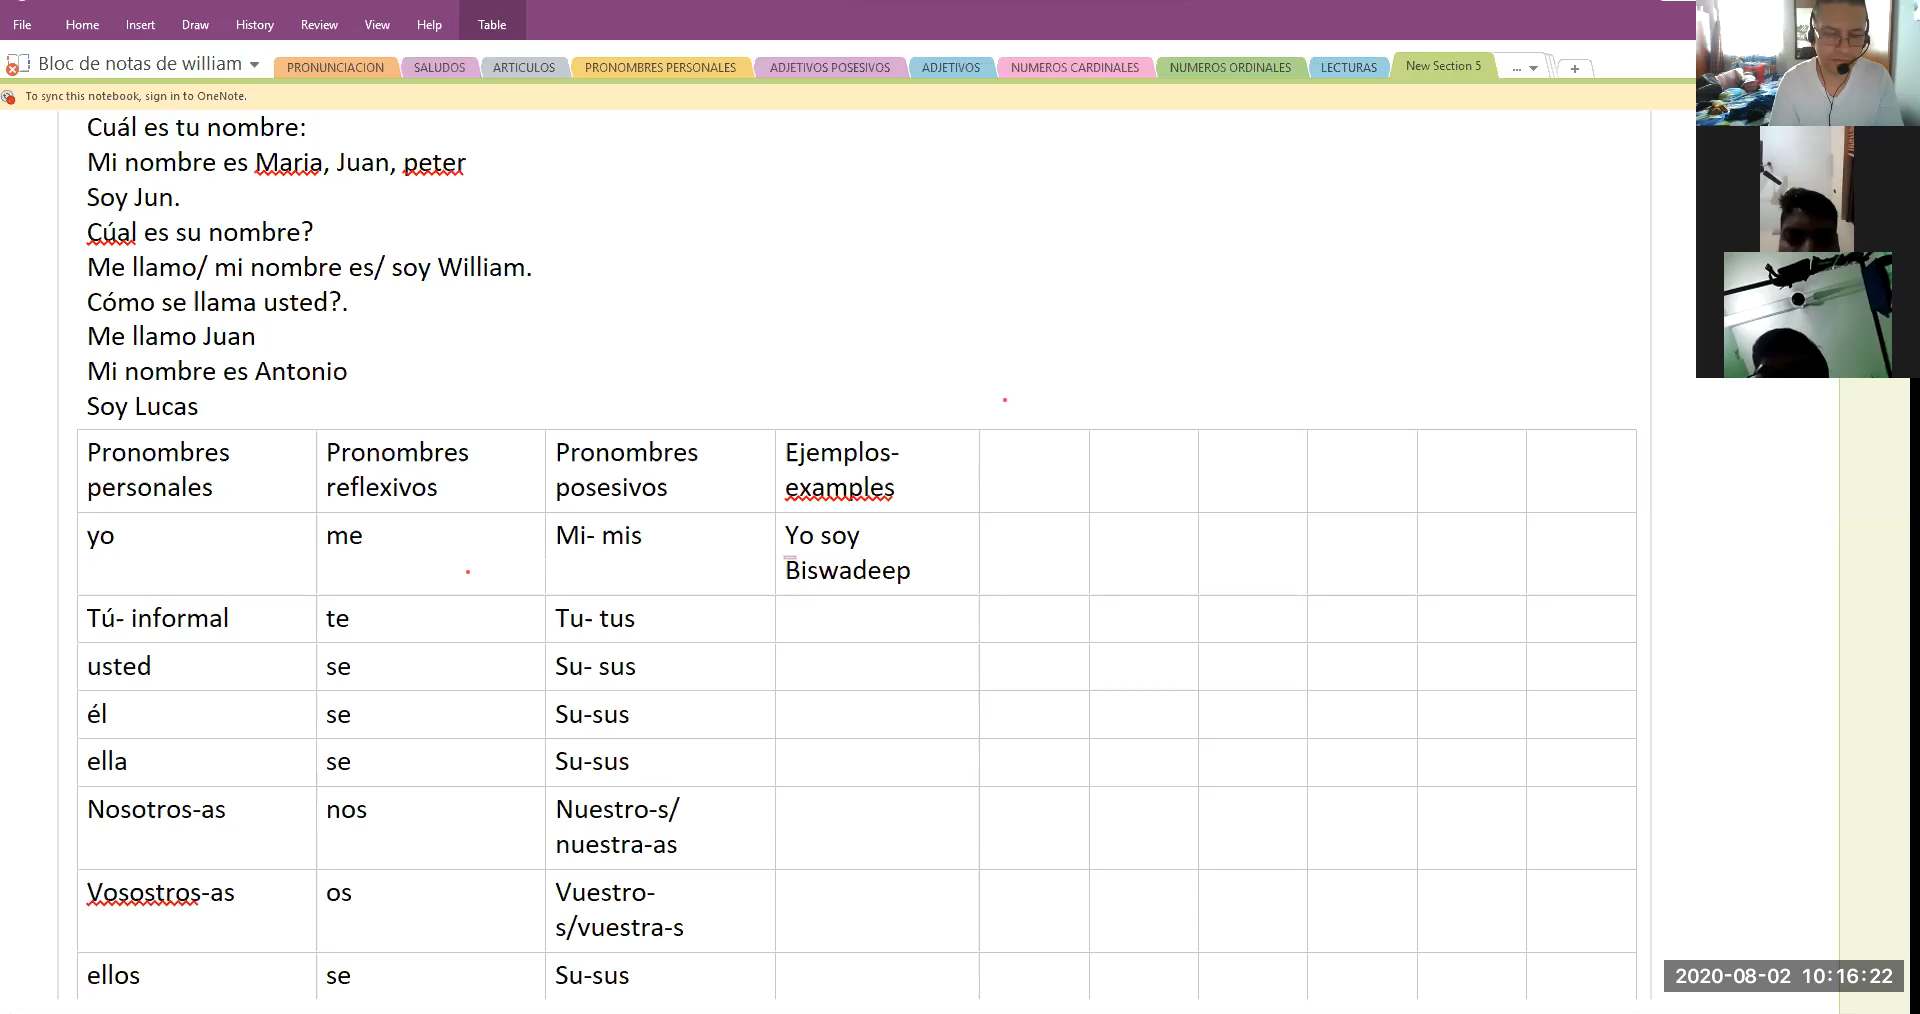 File Home Insert Draw History Review View Help Table
Bloc de notas de william PRONUNCIACION SALUDOS ARTICULOS PRONOMBRES PERSONALES ADJETIVOS POSESIVOS ADJETIVOS NUMEROS CARDINALES NUMEROS ORDINALES LECTURAS New Section 5 ... +
To sync this notebook, sign in to OneNote.
Cuál es tu nombre:
Mi nombre es Maria, Juan, peter
Soy Jun.
Cúal es su nombre?
Me llamo/ mi nombre es/ soy William.
Cómo se llama usted?.
Me llamo Juan
Mi nombre es Antonio
Soy Lucas
Pronombres personales Pronombres reflexivos Pronombres posesivos Ejemplos- examples
yo me Mi- mis Yo soy Biswadeep
Tú- informal te Tu- tus
usted se Su- sus
él se Su-sus
ella se Su-sus
Nosotros-as nos Nuestro-s/ nuestra-as
Vosostros-as os Vuestro- s/vuestra-s
ellos se Su-sus
2020-08-02 10:16:22